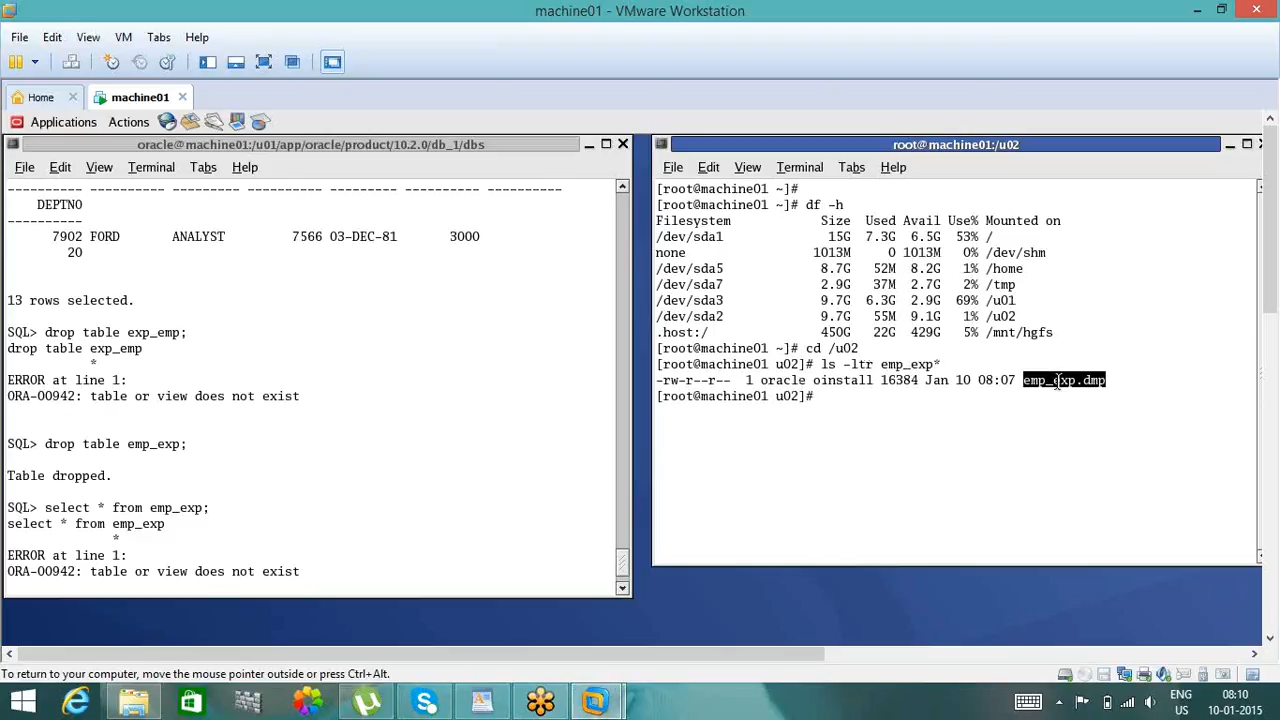 machine01 - VMware Workstation
File Edit View VM Tabs Help
Home machine01
Applications Actions
oracle@machine01:/u01/app/oracle/product/10.2.0/db_1/dbs
File Edit View Terminal Tabs Help
---------- ---------- --------- ---------- --------- ---------- ----------
DEPTNO
----------
7902 FORD ANALYST 7566 03-DEC-81 3000
20
13 rows selected.
SQL> drop table exp_emp;
drop table exp_emp
*
ERROR at line 1:
ORA-00942: table or view does not exist
SQL> drop table emp_exp;
Table dropped.
SQL> select * from emp_exp;
select * from emp_exp
*
ERROR at line 1:
ORA-00942: table or view does not exist
root@machine01:/u02
File Edit View Terminal Tabs Help
[root@machine01 ~]#
[root@machine01 ~]# df -h
Filesystem Size Used Avail Use% Mounted on
/dev/sda1 15G 7.3G 6.5G 53% /
none 1013M 0 1013M 0% /dev/shm
/dev/sda5 8.7G 52M 8.2G 1% /home
/dev/sda7 2.9G 37M 2.7G 2% /tmp
/dev/sda3 9.7G 6.3G 2.9G 69% /u01
/dev/sda2 9.7G 55M 9.1G 1% /u02
.host:/ 450G 22G 429G 5% /mnt/hgfs
[root@machine01 ~]# cd /u02
[root@machine01 u02]# ls -ltr emp_exp*
-rw-r--r-- 1 oracle oinstall 16384 Jan 10 08:07 emp_exp.dmp
[root@machine01 u02]#
To return to your computer, move the mouse pointer outside or press Ctrl+Alt.
ENG
US
08:10
10-01-2015